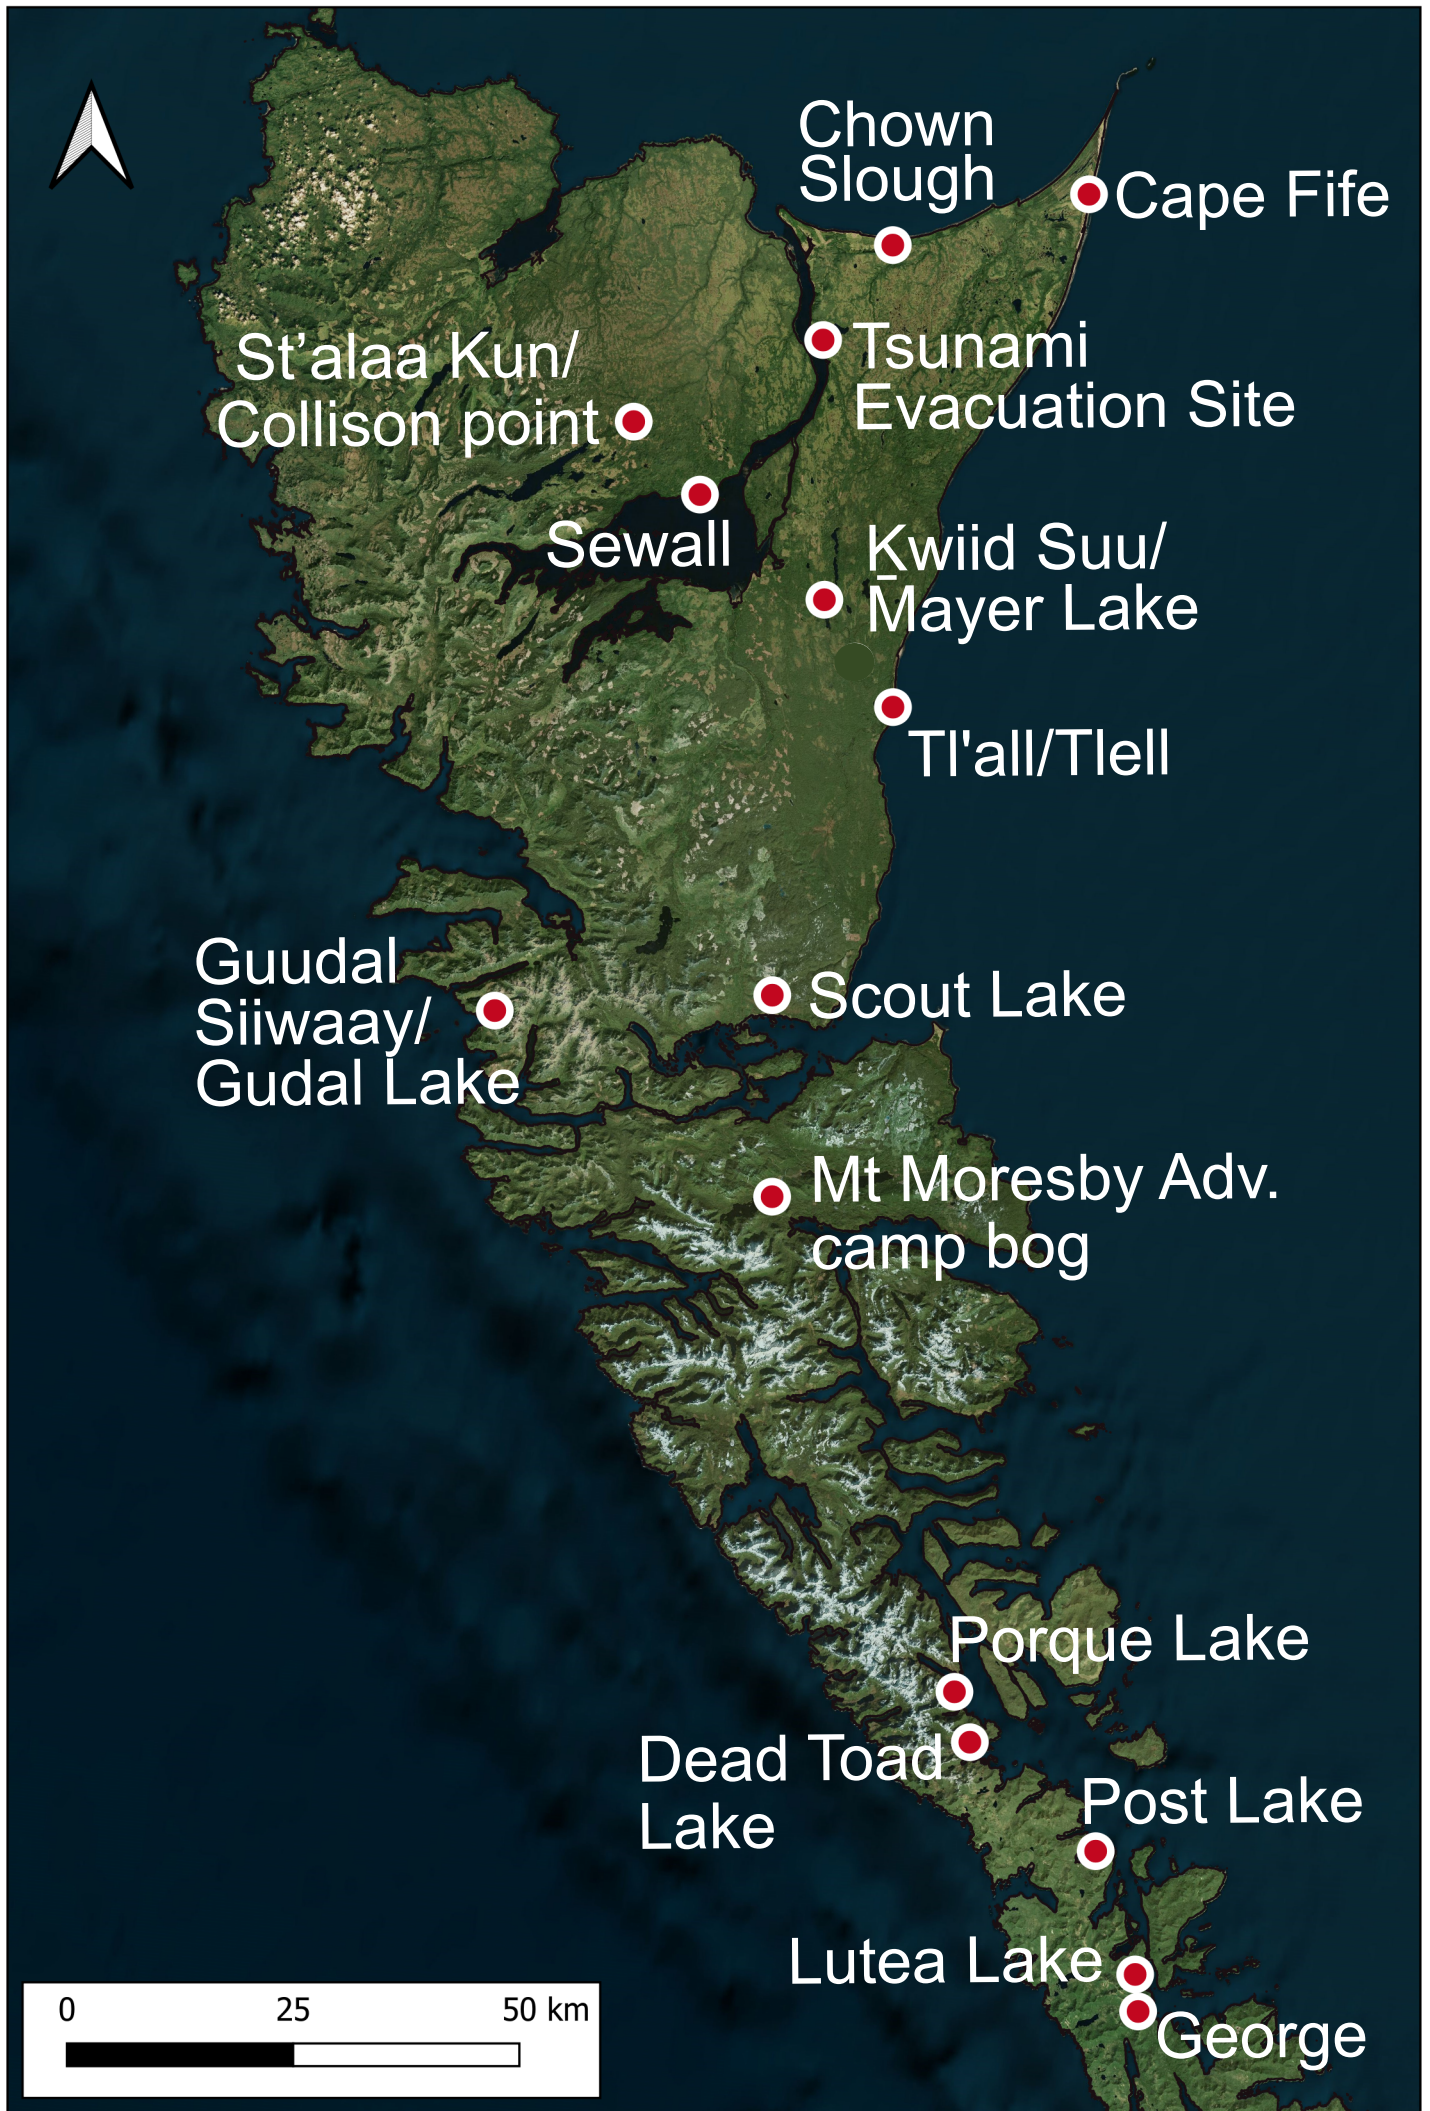 Chown
Slough
Cape Fife
St’alaa Kun/
Collison point
Tsunami
Evacuation Site
Sewall
Ḵwiid Suu/
Mayer Lake
Tl'all/Tlell
Guudal
Siiwaay/
Gudal Lake
Scout Lake
Mt Moresby Adv.
camp bog
Porque Lake
Dead Toad
Lake
Post Lake
Lutea Lake
George
0 25 50 km